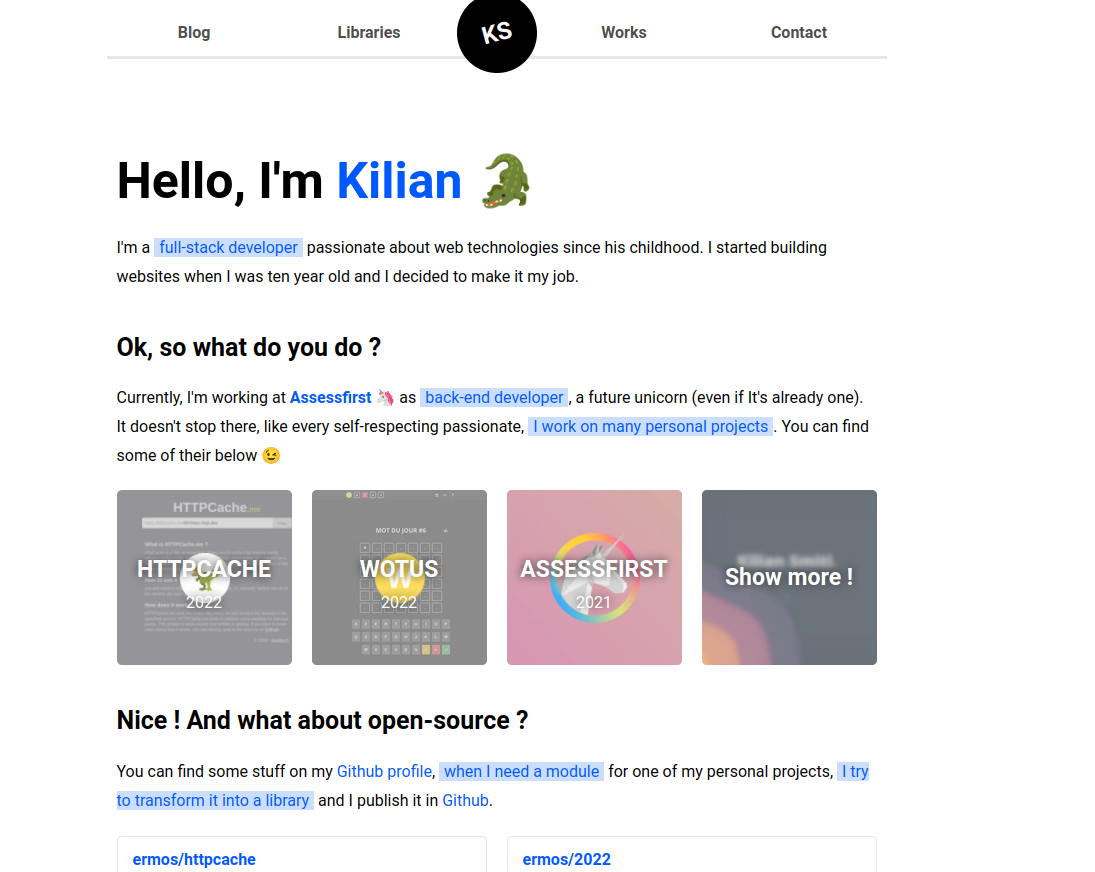 Blog Libraries KS Works Contact
Hello, I'm Kilian 🐊
I'm a full-stack developer passionate about web technologies since his childhood. I started building
websites when I was ten year old and I decided to make it my job.
Ok, so what do you do ?
Currently, I'm working at Assessfirst 🦄 as back-end developer , a future unicorn (even if It's already one).
It doesn't stop there, like every self-respecting passionate, I work on many personal projects . You can find
some of their below 😉
HTTPCache.me
MOT DU JOUR #6
HTTPCACHE WOTUS ASSESSFIRST Show more !
2022 2022 2021
Nice ! And what about open-source ?
You can find some stuff on my Github profile, when I need a module for one of my personal projects, I try
to transform it into a library and I publish it in Github.
ermos/httpcache ermos/2022